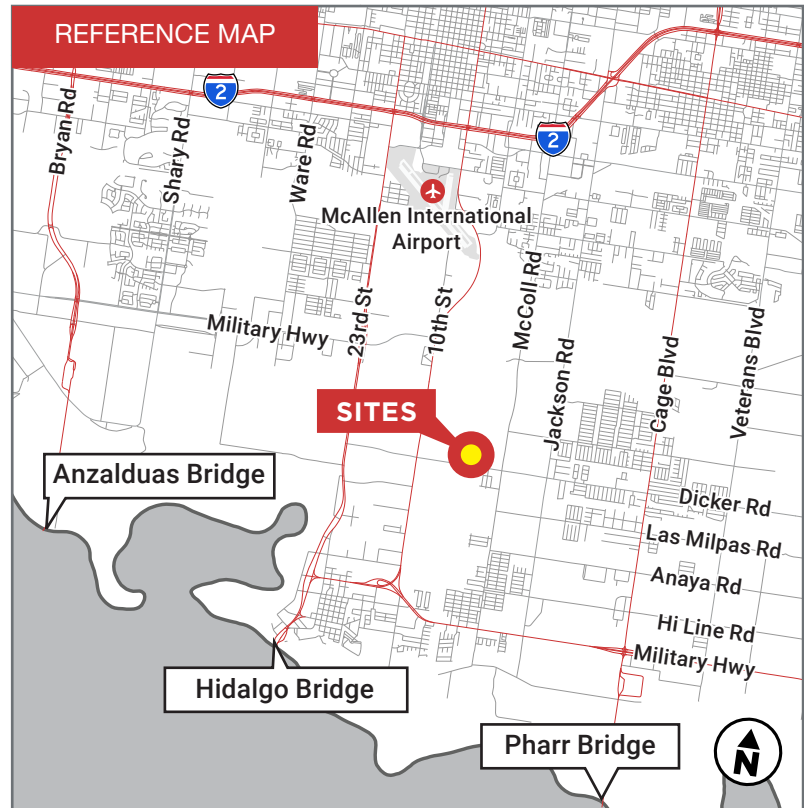 REFERENCE MAP
2
2
Bryan Rd
Shary Rd
Ware Rd
McAllen International
Airport
23rd St
10th St
McColl Rd
Military Hwy
Jackson Rd
Cage Blvd
Veterans Blvd
SITES
Anzalduas Bridge
Dicker Rd
Las Milpas Rd
Anaya Rd
Hi Line Rd
Military Hwy
Hidalgo Bridge
Pharr Bridge
N